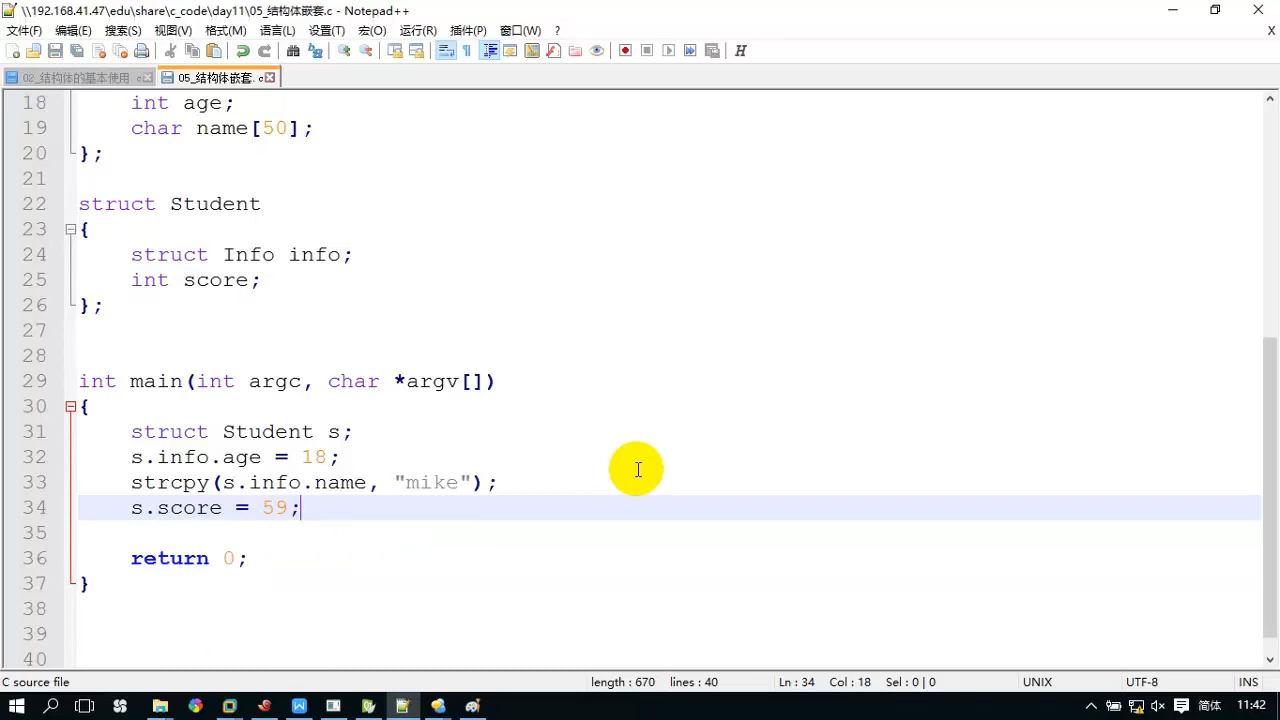 \\192.168.41.47\edu\share\c_code\day11\05_结构体嵌套.c - Notepad++
文件(F) 编辑(E) 搜索(S) 视图(V) 格式(M) 语言(L) 设置(T) 宏(O) 运行(R) 插件(P) 窗口(W) ? X
02_结构体的基本使用 .c 05_结构体嵌套.c
18 int age;
19 char name[50];
20 };
21
22 struct Student
23 {
24 struct Info info;
25 int score;
26 };
27
28
29 int main(int argc, char *argv[])
30 {
31 struct Student s;
32 s.info.age = 18;
33 strcpy(s.info.name, "mike");
34 s.score = 59;
35
36 return 0;
37 }
38
39
40
C source file length : 670 lines : 40 Ln : 34 Col : 18 Sel : 0 | 0 UNIX UTF-8 INS
简体 11:42